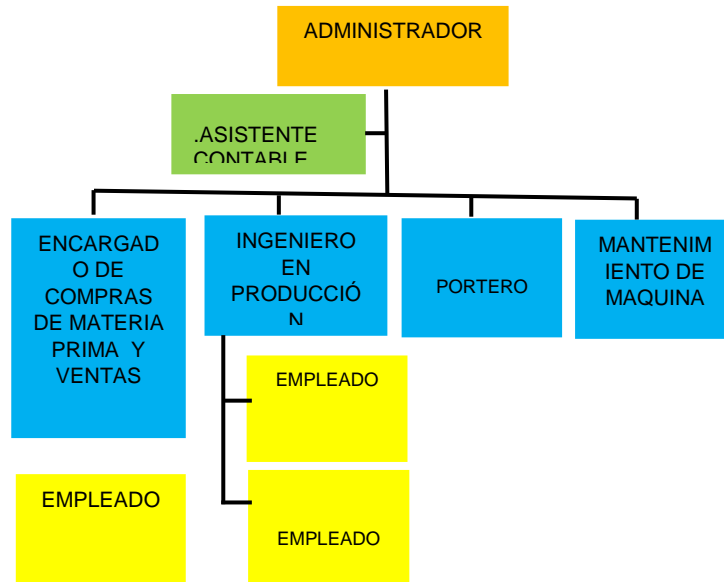 ADMINISTRADOR
.ASISTENTE
CONTABLE
ENCARGAD
O DE
COMPRAS
DE MATERIA
PRIMA Y
VENTAS
INGENIERO
EN
PRODUCCIÓ
N
PORTERO
MANTENIM
IENTO DE
MAQUINA
EMPLEADO
EMPLEADO
EMPLEADO